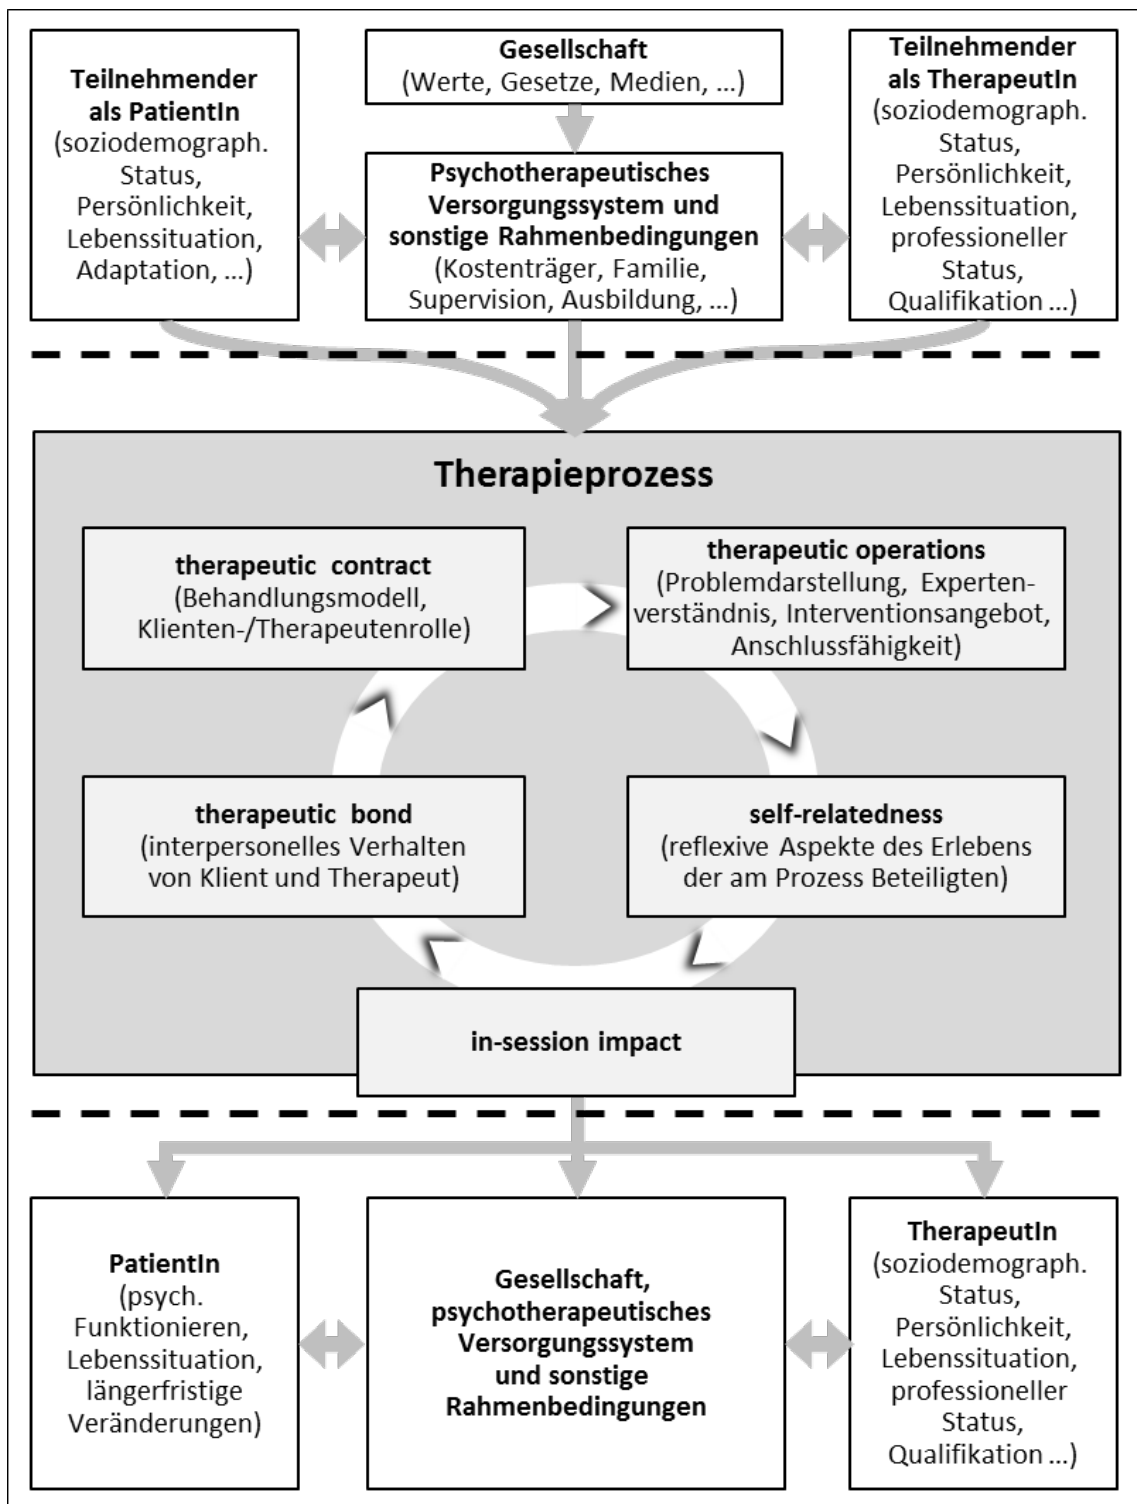 Teilnehmender
als PatientIn
(soziodemograph.
Status,
Persönlichkeit,
Lebenssituation,
Adaptation, ...)
Gesellschaft
(Werte, Gesetze, Medien, ...)
Psychotherapeutisches
Versorgungssystem und
sonstige Rahmenbedingungen
(Kostenträger, Familie,
Supervision, Ausbildung, ...)
Teilnehmender
als TherapeutIn
(soziodemograph.
Status,
Persönlichkeit,
Lebenssituation,
professioneller
Status,
Qualifikation ...)
Therapieprozess
therapeutic contract
(Behandlungsmodell,
Klienten-/Therapeutenrolle)
therapeutic operations
(Problemdarstellung, Experten-
verständnis, Interventionsangebot,
Anschlussfähigkeit)
therapeutic bond
(interpersonelles Verhalten
von Klient und Therapeut)
self-relatedness
(reflexive Aspekte des Erlebens
der am Prozess Beteiligten)
in-session impact
PatientIn
(psych.
Funktionieren,
Lebenssituation,
längerfristige
Veränderungen)
Gesellschaft,
psychotherapeutisches
Versorgungssystem
und sonstige
Rahmenbedingungen
TherapeutIn
(soziodemograph.
Status,
Persönlichkeit,
Lebenssituation,
professioneller
Status,
Qualifikation ...)